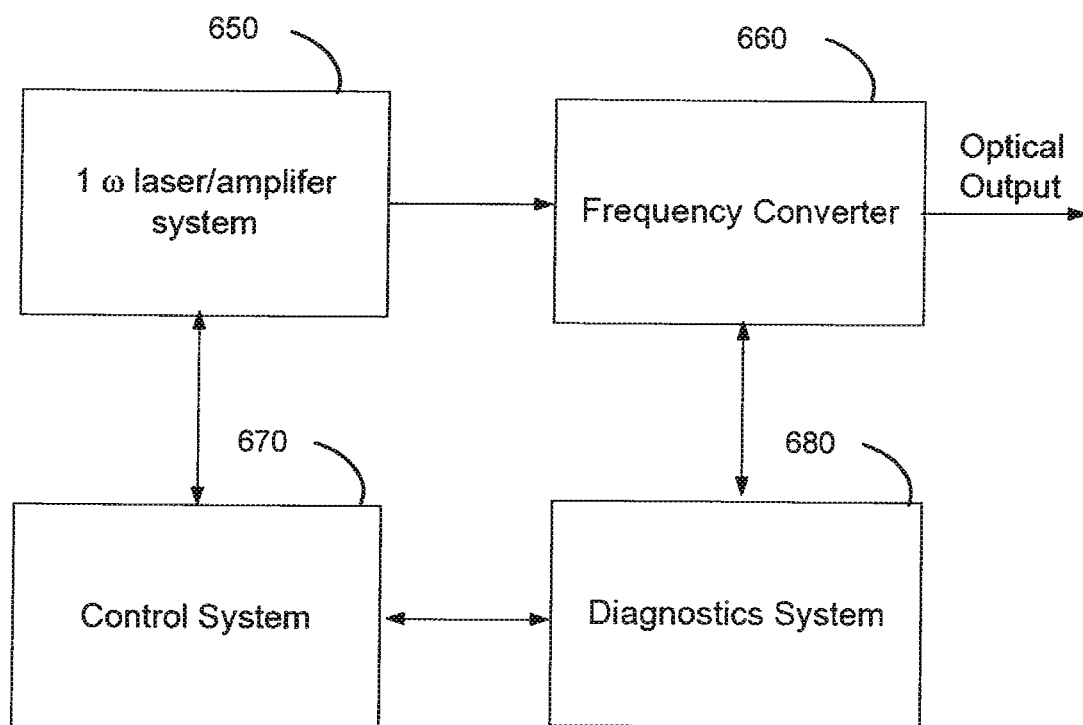 650
660
1 ω laser/amplifer
system
Frequency Converter
Optical
Output
670
680
Control System
Diagnostics System